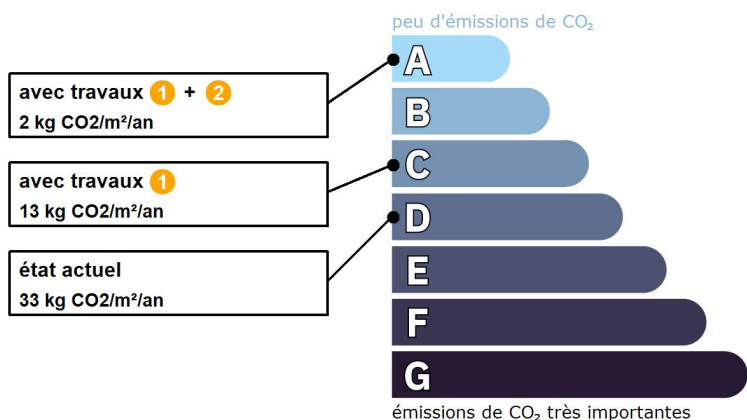 peu d'émissions de CO₂
A
avec travaux 1 + 2
2 kg CO2/m²/an
B
avec travaux 1
13 kg CO2/m²/an
C
D
état actuel
33 kg CO2/m²/an
E
F
G
émissions de CO₂ très importantes